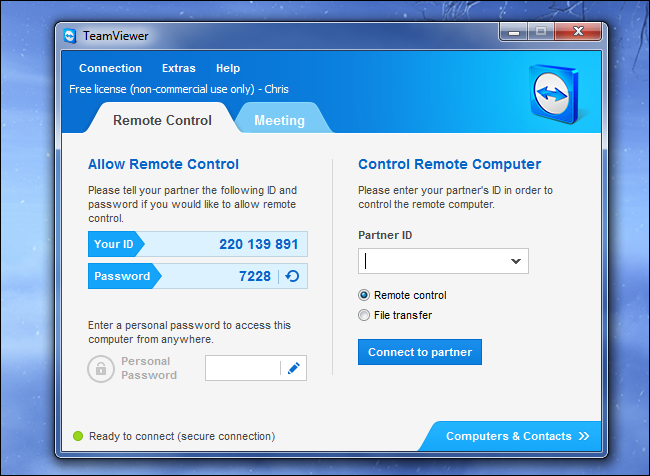 TeamViewer
Connection Extras Help
Free license (non-commercial use only) - Chris
Remote Control
Meeting
Allow Remote Control
Please tell your partner the following ID and
password if you would like to allow remote
control.
Your ID 220 139 891
Password 7228
Enter a personal password to access this
computer from anywhere.
Personal
Password
Control Remote Computer
Please enter your partner's ID in order to
control the remote computer.
Partner ID
Remote control
File transfer
Connect to partner
Ready to connect (secure connection)
Computers & Contacts >>